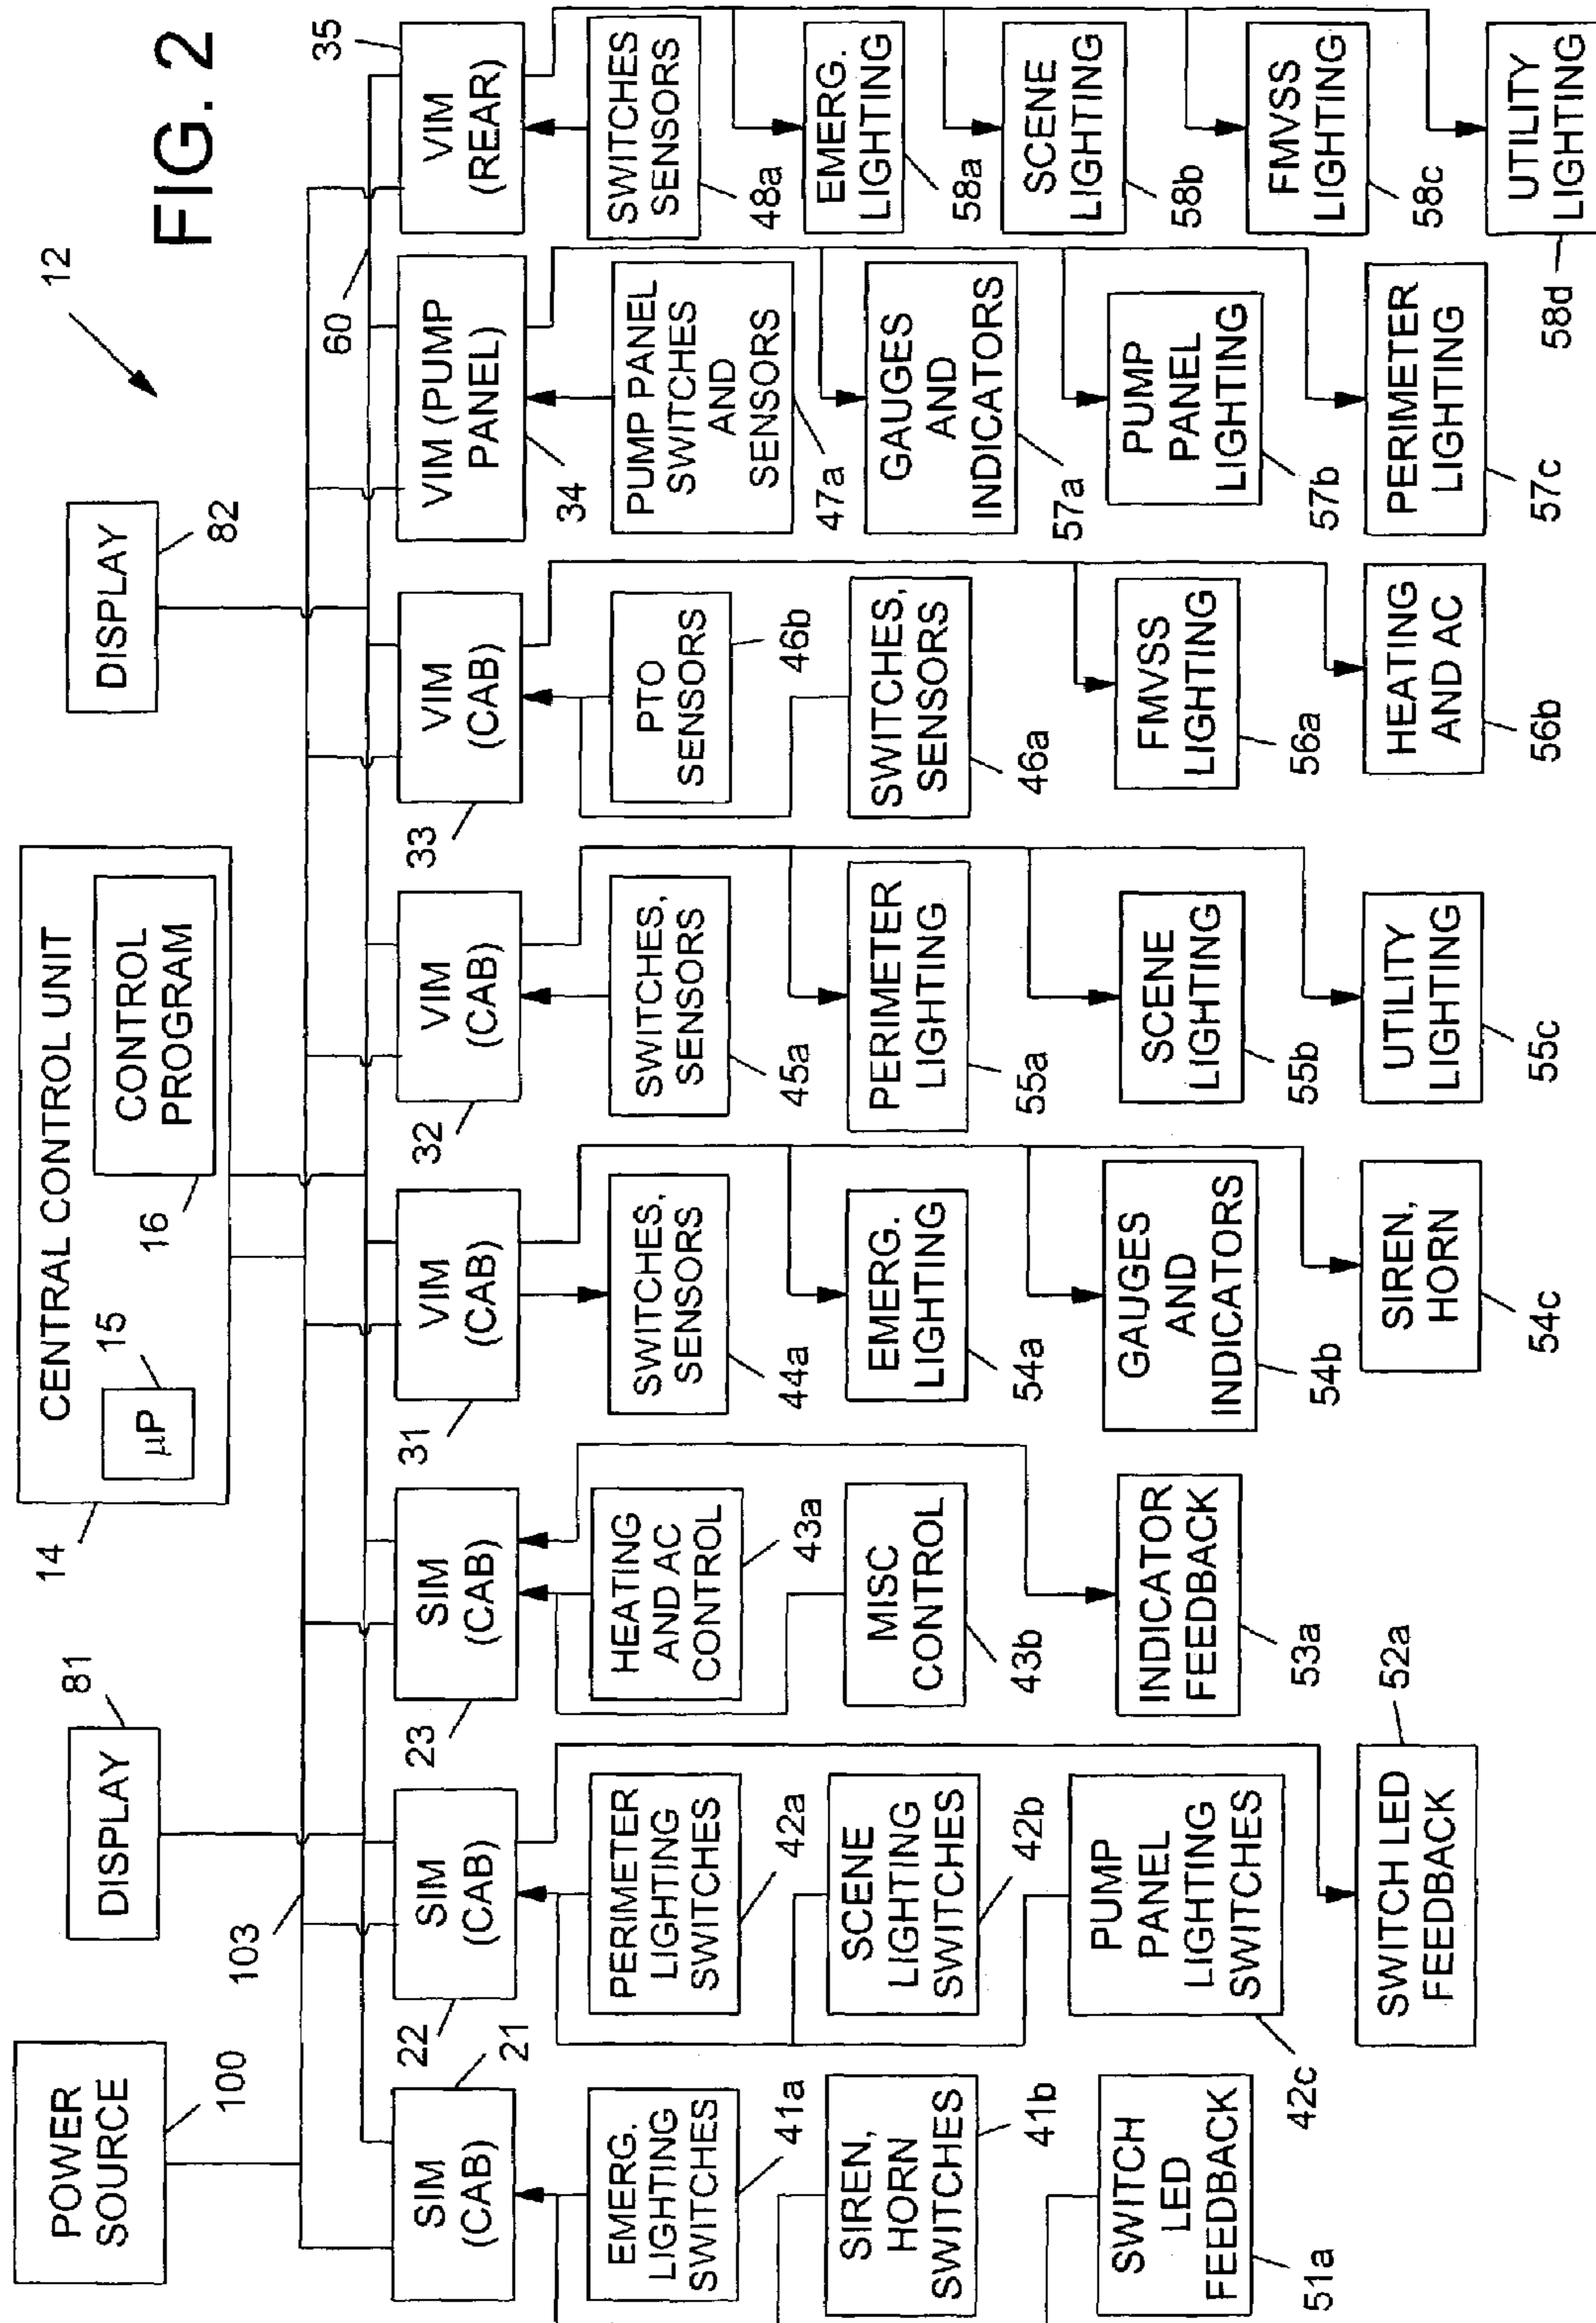 FIG. 2
12
POWER
SOURCE
100
DISPLAY
81
CENTRAL CONTROL UNIT
14
µP
15
CONTROL
PROGRAM
16
DISPLAY
82
103
60
SIM
(CAB)
21
EMERG.
LIGHTING
SWITCHES
41a
SIREN,
HORN
SWITCHES
41b
SWITCH
LED
FEEDBACK
51a
SIM
(CAB)
22
PERIMETER
LIGHTING
SWITCHES
42a
SCENE
LIGHTING
SWITCHES
42b
PUMP
PANEL
LIGHTING
SWITCHES
42c
SWITCH LED
FEEDBACK
52a
SIM
(CAB)
23
HEATING
AND AC
CONTROL
43a
MISC
CONTROL
43b
INDICATOR
FEEDBACK
53a
VIM
(CAB)
31
SWITCHES,
SENSORS
44a
EMERG.
LIGHTING
54a
GAUGES
AND
INDICATORS
54b
SIREN,
HORN
54c
VIM
(CAB)
32
SWITCHES,
SENSORS
45a
PERIMETER
LIGHTING
55a
SCENE
LIGHTING
55b
UTILITY
LIGHTING
55c
VIM
(CAB)
33
PTO
SENSORS
46b
SWITCHES,
SENSORS
46a
FMVSS
LIGHTING
56a
HEATING
AND AC
56b
VIM (PUMP
PANEL)
34
PUMP PANEL
SWITCHES
AND
SENSORS
47a
GAUGES
AND
INDICATORS
57a
PUMP
PANEL
LIGHTING
57b
PERIMETER
LIGHTING
57c
VIM
(REAR)
35
SWITCHES
SENSORS
48a
EMERG.
LIGHTING
58a
SCENE
LIGHTING
58b
FMVSS
LIGHTING
58c
UTILITY
LIGHTING
58d